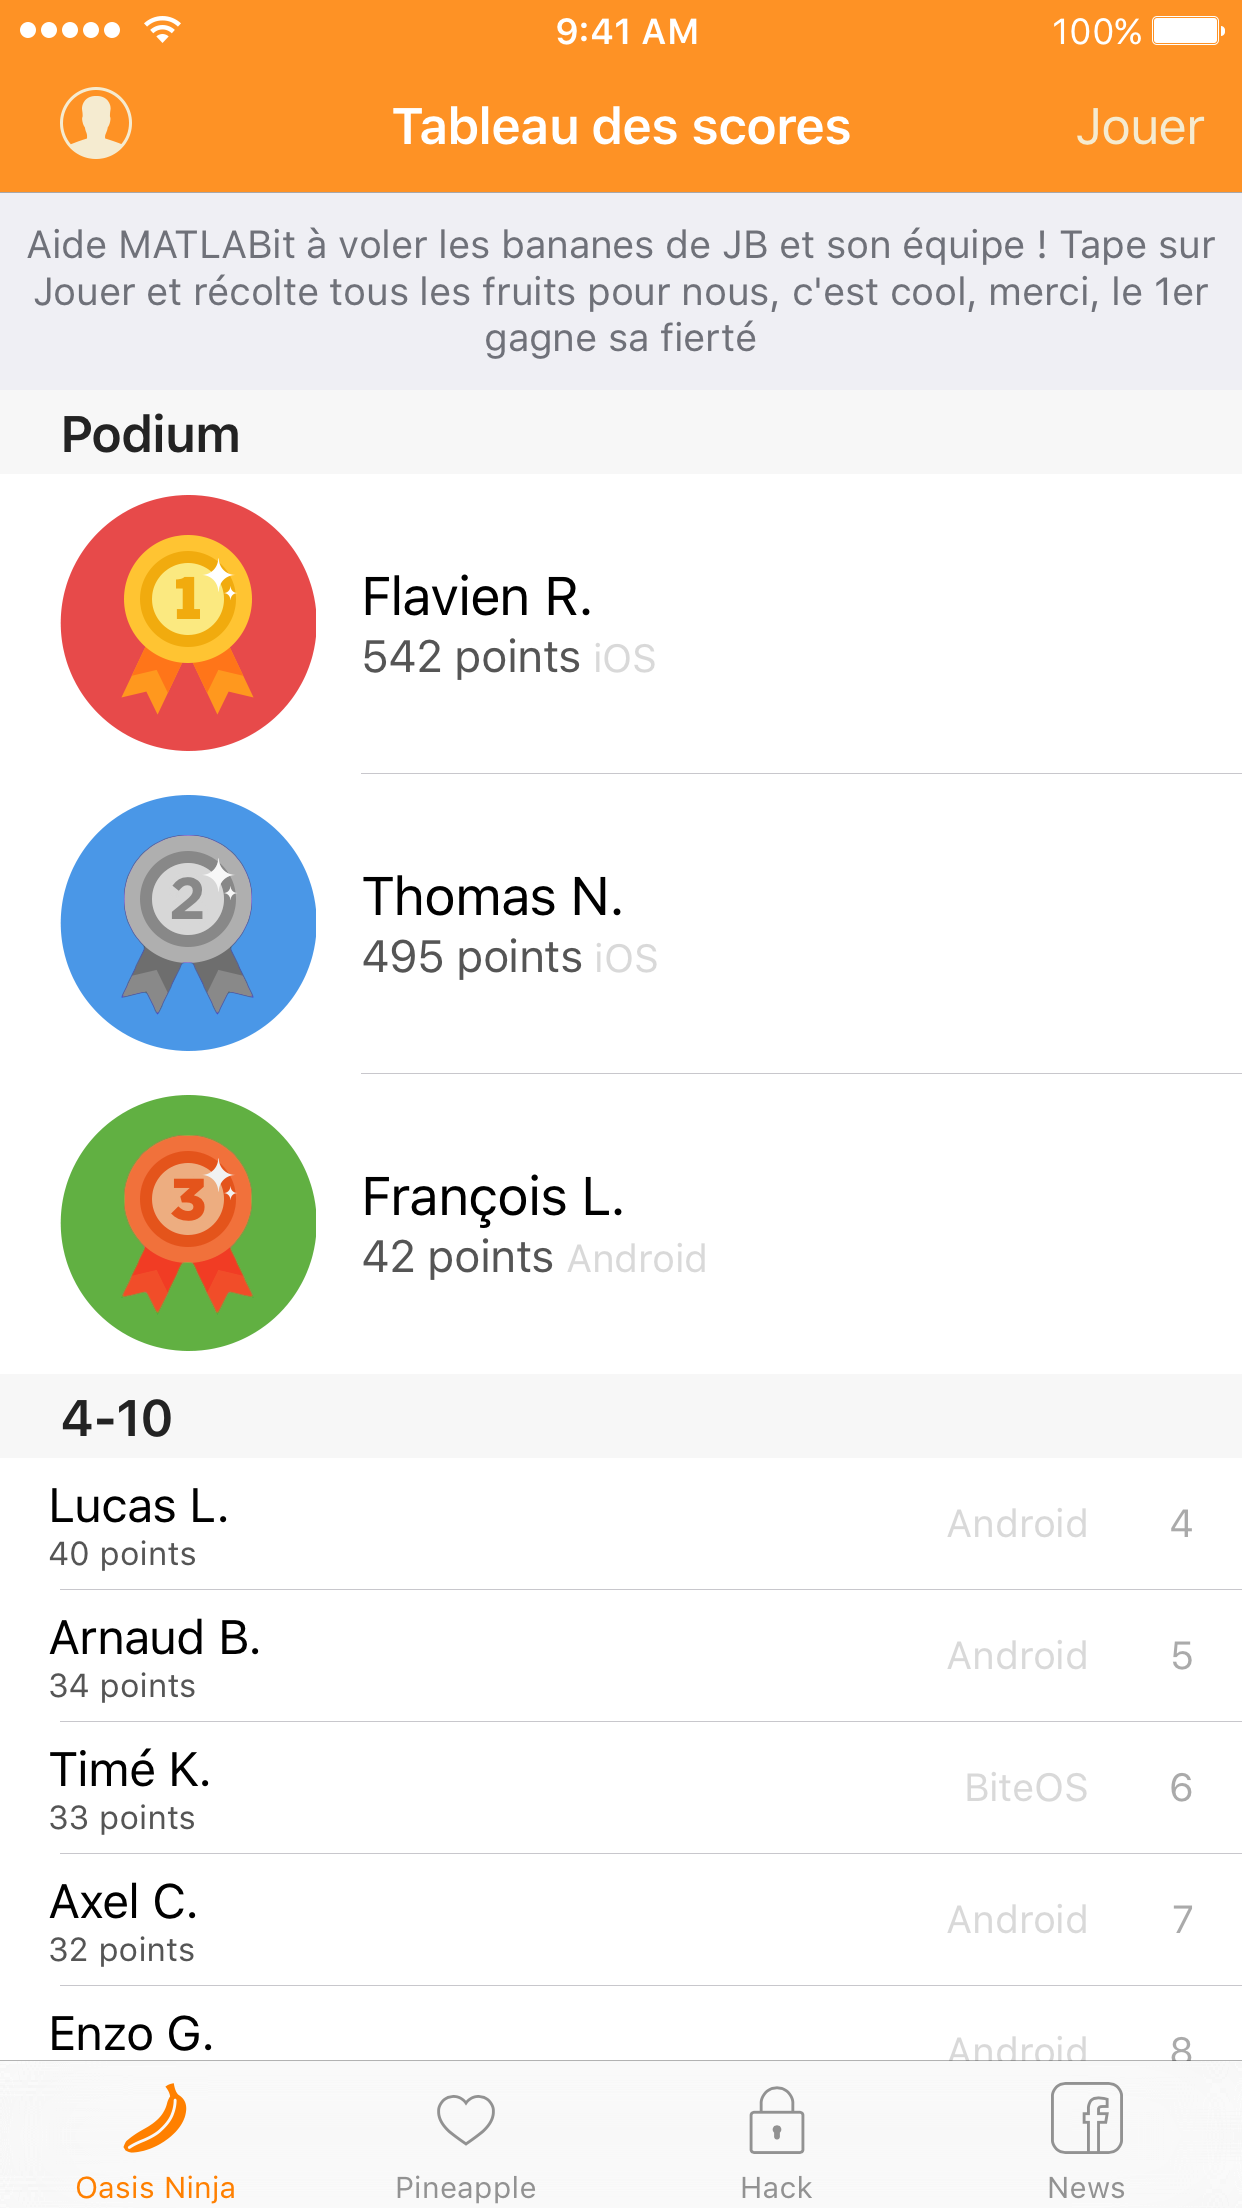 9:41 AM
100%
Tableau des scores
Jouer
Aide MATLABit à voler les bananes de JB et son équipe ! Tape sur
Jouer et récolte tous les fruits pour nous, c'est cool, merci, le 1er
gagne sa fierté
Podium
1
Flavien R.
542 points iOS
2
Thomas N.
495 points iOS
3
François L.
42 points Android
4-10
Lucas L.
40 points
Android
4
Arnaud B.
34 points
Android
5
Timé K.
33 points
BiteOS
6
Axel C.
32 points
Android
7
Enzo G.
Android
8
Oasis Ninja
Pineapple
Hack
News